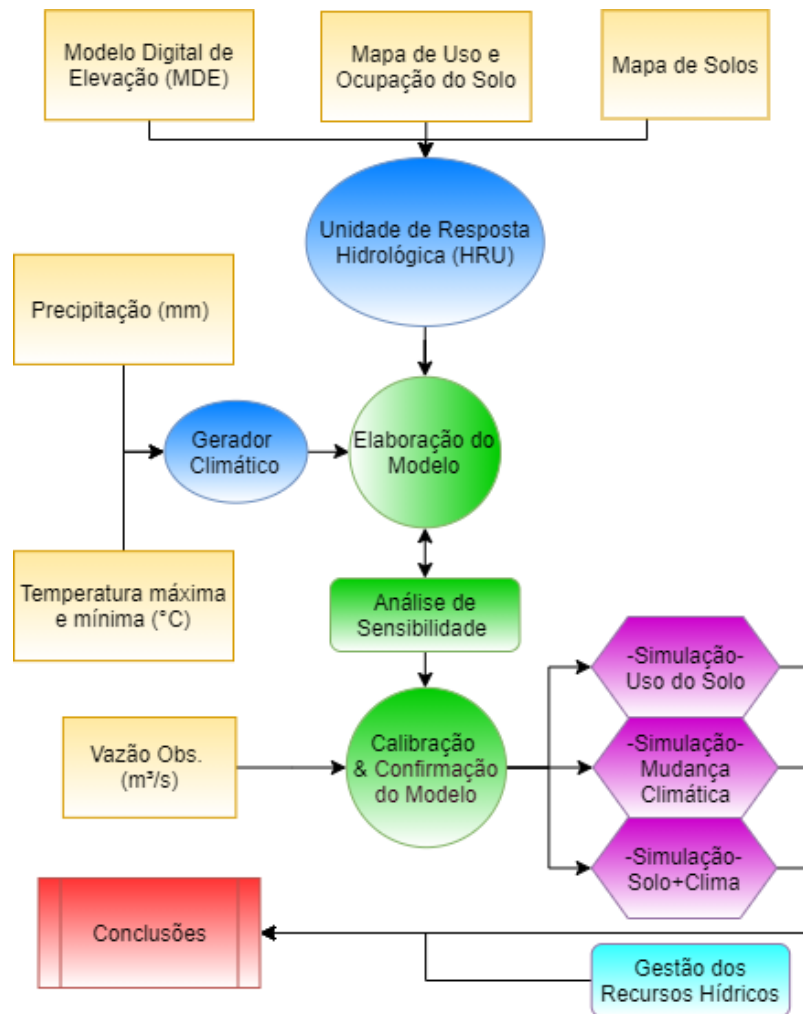 Modelo Digital de
Elevação (MDE)
Mapa de Uso e
Ocupação do Solo
Mapa de Solos
Unidade de Resposta
Hidrológica (HRU)
Precipitação (mm)
Gerador
Climático
Elaboração do
Modelo
Temperatura máxima
e mínima (°C)
Análise de
Sensibilidade
-Simulação-
Uso do Solo
Vazão Obs.
(m³/s)
Calibração
& Confirmação
do Modelo
-Simulação-
Mudança
Climática
-Simulação-
Solo+Clima
Conclusões
Gestão dos
Recursos Hídricos